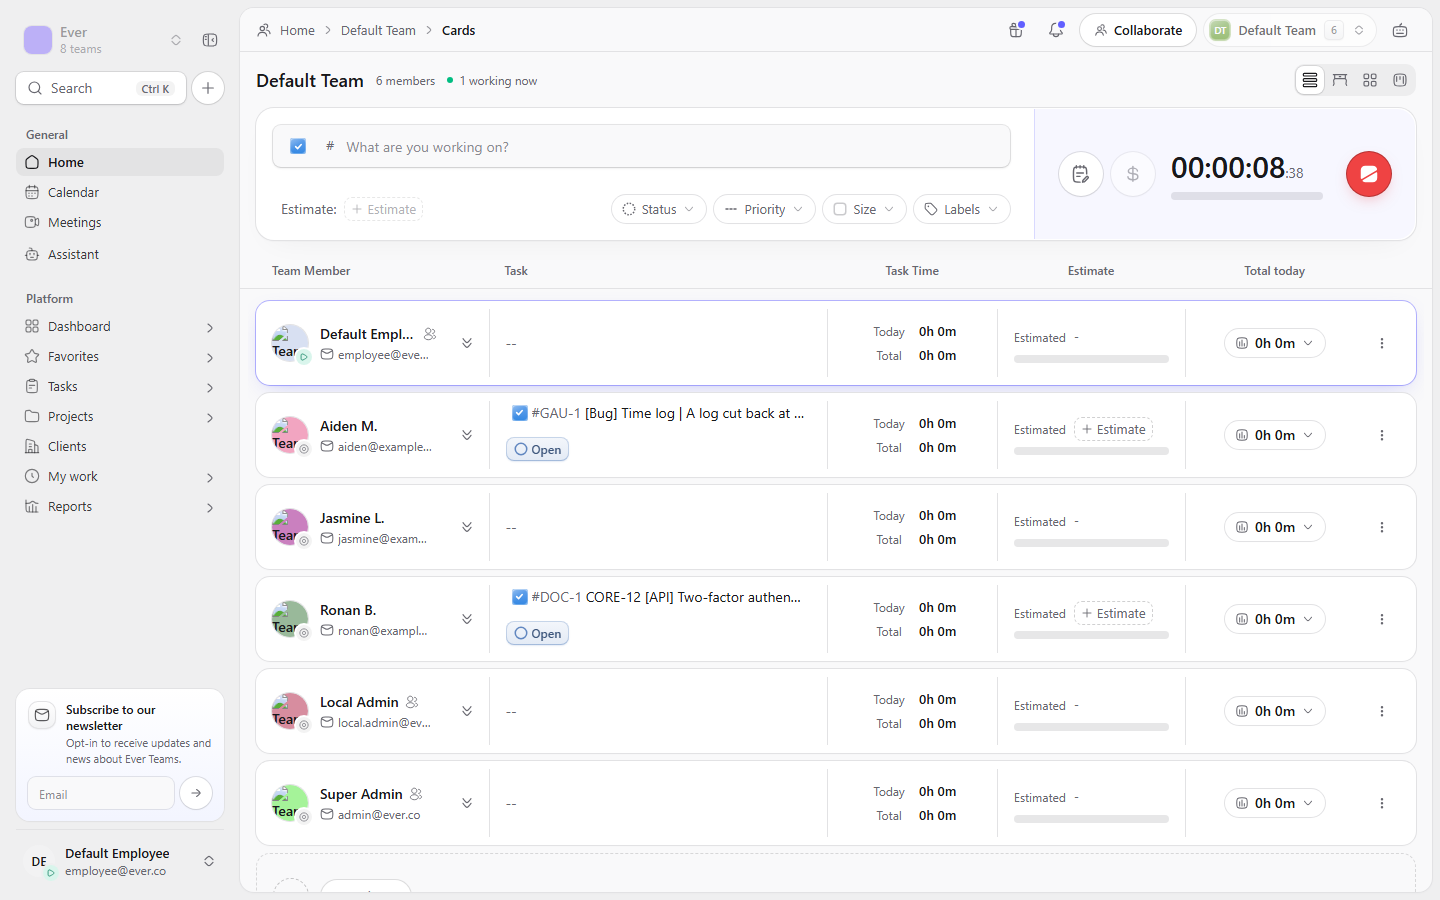 Ever
8 teams
Search Ctrl K
General
Home
Calendar
Meetings
Assistant
Platform
Dashboard
Favorites
Tasks
Projects
Clients
My work
Reports
Subscribe to our
newsletter
Opt-in to receive updates and
news about Ever Teams.
Email
DE Default Employee
employee@ever.co
Home Default Team Cards
Collaborate DT Default Team 6
Default Team 6 members 1 working now
# What are you working on?
Estimate: + Estimate Status Priority Size Labels
$ 00:00:08:38
Team Member Task Task Time Estimate Total today
Default Empl...
employee@eve...
--
Today 0h 0m
Total 0h 0m
Estimated -
0h 0m
Aiden M.
aiden@example...
#GAU-1 [Bug] Time log | A log cut back at ...
Open
Today 0h 0m
Total 0h 0m
Estimated + Estimate
0h 0m
Jasmine L.
jasmine@exam...
--
Today 0h 0m
Total 0h 0m
Estimated -
0h 0m
Ronan B.
ronan@exampl...
#DOC-1 CORE-12 [API] Two-factor authen...
Open
Today 0h 0m
Total 0h 0m
Estimated + Estimate
0h 0m
Local Admin
local.admin@ev...
--
Today 0h 0m
Total 0h 0m
Estimated -
0h 0m
Super Admin
admin@ever.co
--
Today 0h 0m
Total 0h 0m
Estimated -
0h 0m